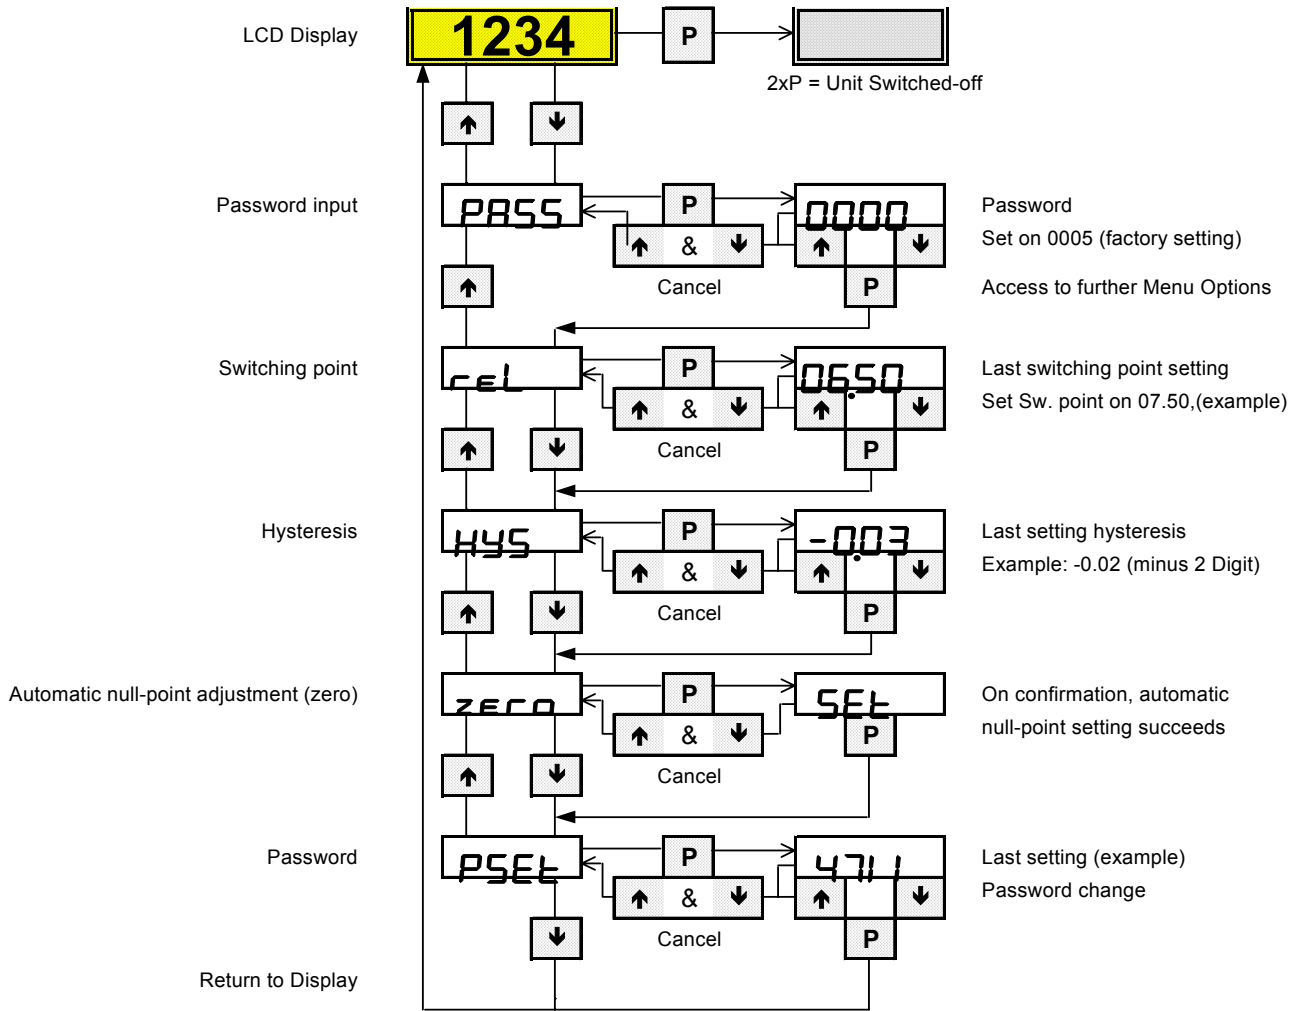 LCD Display 1234 P
2xP = Unit Switched-off
Password input PASS P 0000 Password
& Set on 0005 (factory setting)
Cancel P Access to further Menu Options
Switching point rel P 06.50 Last switching point setting
& Set Sw. point on 07.50,(example)
Cancel P
Hysteresis HYS P -0.03 Last setting hysteresis
& Example: -0.02 (minus 2 Digit)
Cancel P
Automatic null-point adjustment (zero) zero P SEt On confirmation, automatic
& P null-point setting succeeds
Cancel
Password PSEt P 4711 Last setting (example)
& Password change
Cancel P
Return to Display